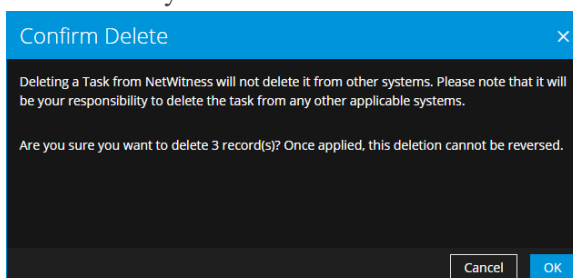 Confirm Delete
Deleting a Task from NetWitness will not delete it from other systems. Please note that it will
be your responsibility to delete the task from any other applicable systems.
Are you sure you want to delete 3 record(s)? Once applied, this deletion cannot be reversed.
Cancel OK